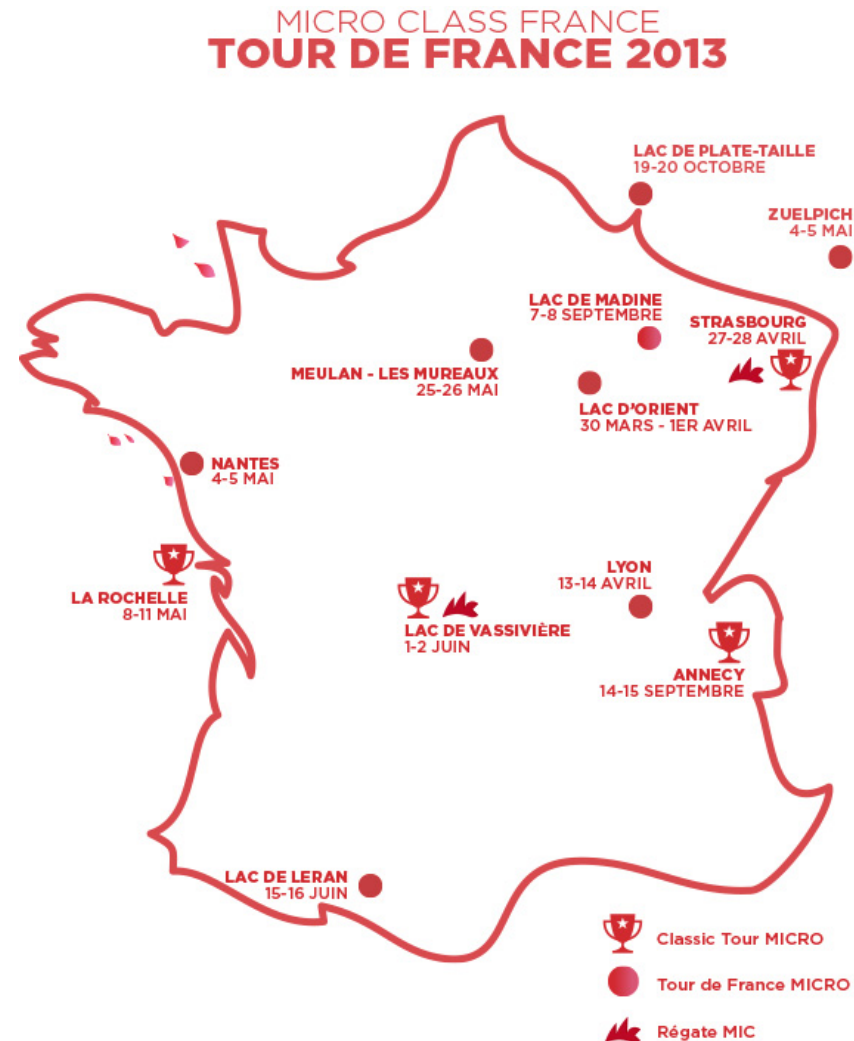 MICRO CLASS FRANCE
TOUR DE FRANCE 2013
LAC DE PLATE-TAILLE
19-20 OCTOBRE
ZUELPICH
4-5 MAI
LAC DE MADINE
7-8 SEPTEMBRE
STRASBOURG
27-28 AVRIL
MEULAN - LES MUREAUX
25-26 MAI
LAC D'ORIENT
30 MARS - 1ER AVRIL
NANTES
4-5 MAI
LA ROCHELLE
8-11 MAI
LYON
13-14 AVRIL
LAC DE VASSIVIÈRE
1-2 JUIN
ANNECY
14-15 SEPTEMBRE
LAC DE LERAN
15-16 JUIN
Classic Tour MICRO
Tour de France MICRO
Régate MIC